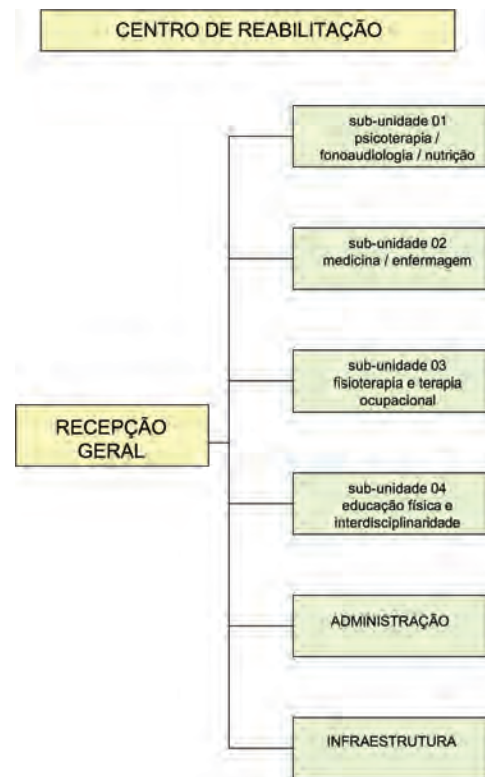 CENTRO DE REABILITAÇÃO
sub-unidade 01
psicoterapia /
fonoaudiologia / nutrição
sub-unidade 02
medicina / enfermagem
sub-unidade 03
fisioterapia e terapia
ocupacional
RECEPÇÃO
GERAL
sub-unidade 04
educação física e
interdisciplinaridade
ADMINISTRAÇÃO
INFRAESTRUTURA